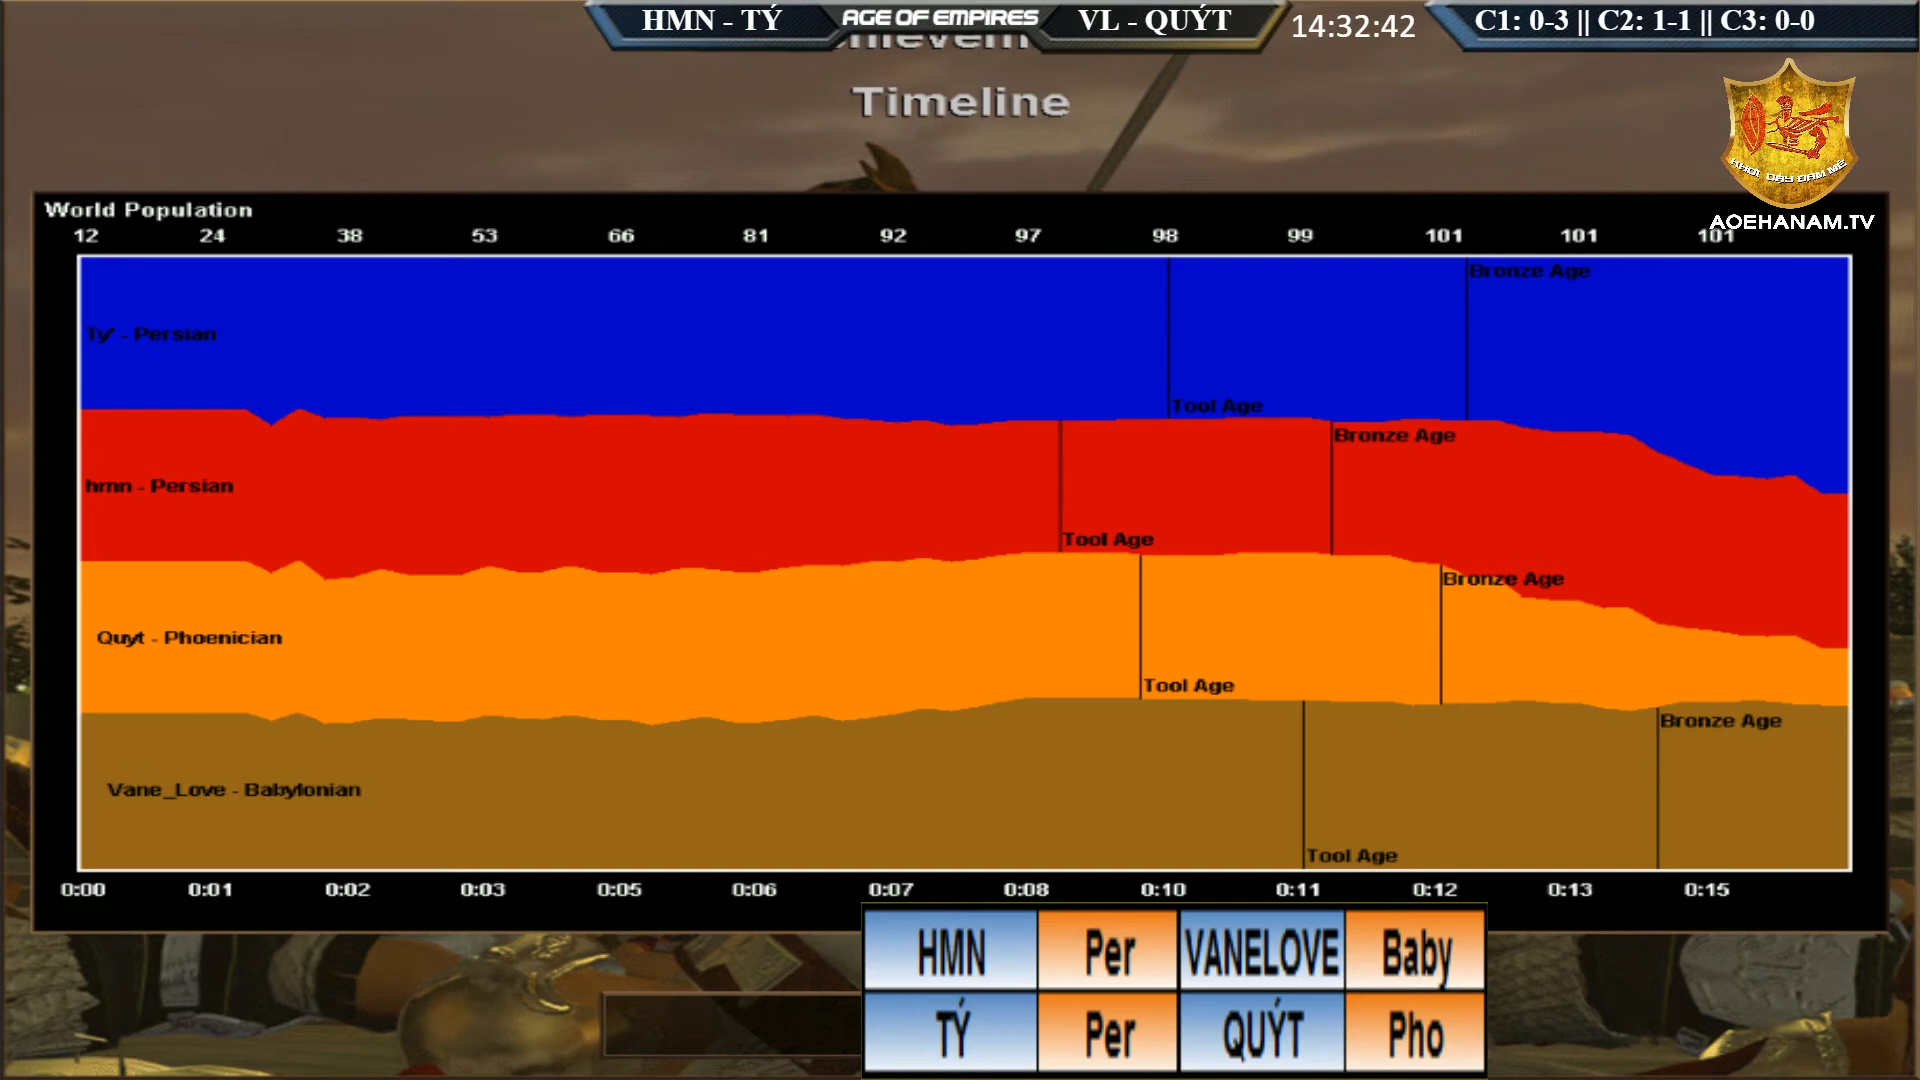 HMN - TÝ
AGE OF EMPIRES
VL - QUÝT
14:32:42
C1: 0-3 || C2: 1-1 || C3: 0-0
Timeline
KHƠI DẬY ĐAM MÊ
AOEHANAM.TV
World Population
12 24 38 53 66 81 92 97 98 99 101 101 101
Bronze Age
Ty' - Persian
Tool Age
Bronze Age
hmn - Persian
Tool Age
Bronze Age
Quyt - Phoenician
Tool Age
Bronze Age
Vane_Love - Babylonian
Tool Age
0:00 0:01 0:02 0:03 0:05 0:06 0:07 0:08 0:10 0:11 0:12 0:13 0:15
HMN Per VANELOVE Baby
TÝ Per QUÝT Pho